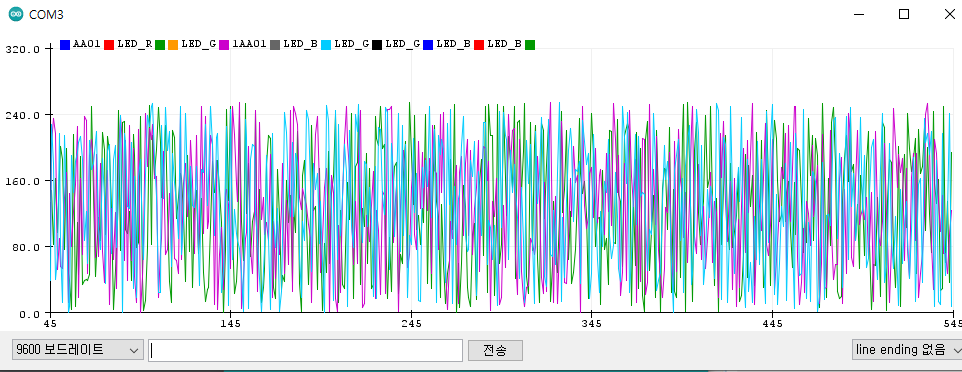 COM3
AA01 LED_R LED_G 1AA01 LED_B LED_G LED_G LED_B LED_B
320.0
240.0
160.0
80.0
0.0
45 145 245 345 445 545
9600 보드레이트 전송 line ending 없음